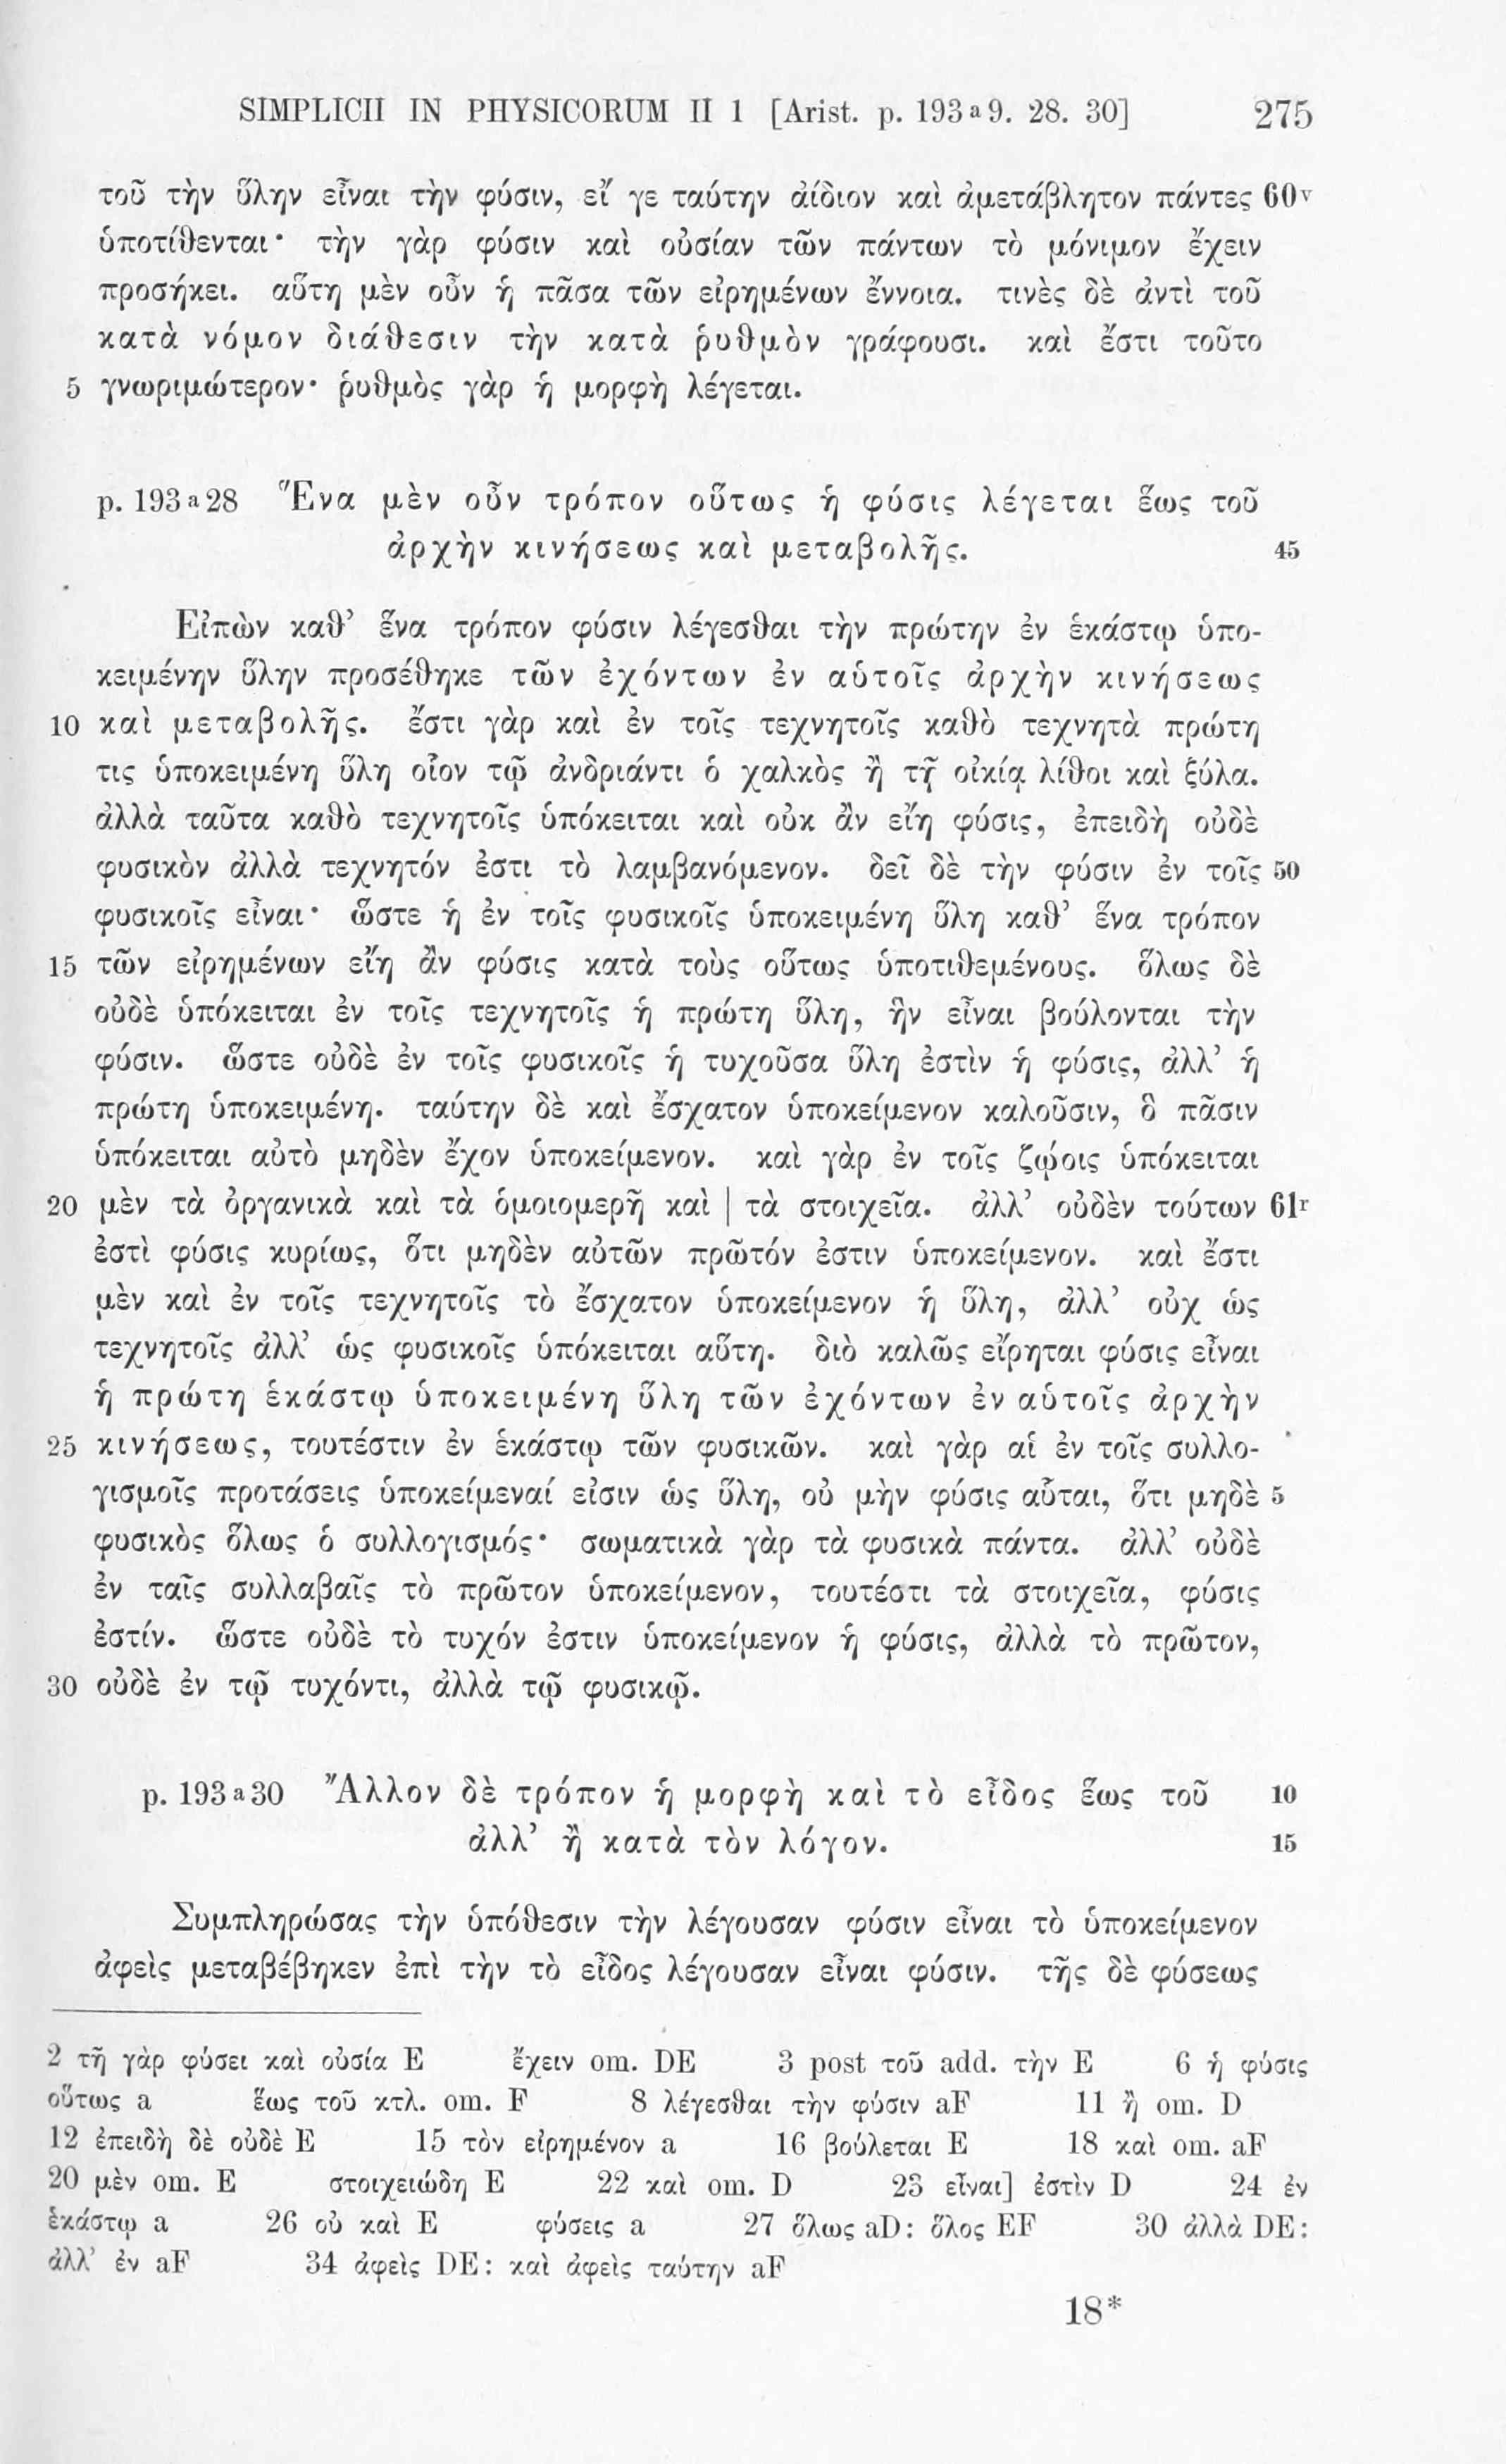 SIMPLICII IN PHYSICORUM II 1 [Arist. p. 193 a 9. 28. 30] 275
τοῦ τὴν ὕλην εἶναι τὴν φύσιν, εἴ γε ταύτην ἀίδιον καὶ ἀμετάβλητον πάντες 60v
ὑποτίθενται· τὴν γὰρ φύσιν καὶ οὐσίαν τῶν πάντων τὸ μόνιμον ἔχειν
προσήκει. αὕτη μὲν οὖν ἡ πᾶσα τῶν εἰρημένων ἔννοια. τινὲς δὲ ἀντὶ τοῦ
κατὰ νόμον διάθεσιν τὴν κατὰ ῥυθμὸν γράφουσι. καὶ ἔστι τοῦτο
5 γνωριμώτερον· ῥυθμὸς γὰρ ἡ μορφὴ λέγεται.
p. 193 a 28 Ἕνα μὲν οὖν τρόπον οὕτως ἡ φύσις λέγεται ἕως τοῦ
ἀρχὴν κινήσεως καὶ μεταβολῆς. 45
Εἰπὼν καθ’ ἕνα τρόπον φύσιν λέγεσθαι τὴν πρώτην ἐν ἑκάστῳ ὑπο-
κειμένην ὕλην προσέθηκε τῶν ἐχόντων ἐν αὑτοῖς ἀρχὴν κινήσεως
10 καὶ μεταβολῆς. ἔστι γὰρ καὶ ἐν τοῖς τεχνητοῖς καθὸ τεχνητὰ πρώτη
τις ὑποκειμένη ὕλη οἷον τῷ ἀνδριάντι ὁ χαλκὸς ἢ τῇ οἰκίᾳ λίθοι καὶ ξύλα.
ἀλλὰ ταῦτα καθὸ τεχνητοῖς ὑπόκειται καὶ οὐκ ἂν εἴη φύσις, ἐπειδὴ οὐδὲ
φυσικὸν ἀλλὰ τεχνητόν ἐστι τὸ λαμβανόμενον. δεῖ δὲ τὴν φύσιν ἐν τοῖς 50
φυσικοῖς εἶναι· ὥστε ἡ ἐν τοῖς φυσικοῖς ὑποκειμένη ὕλη καθ’ ἕνα τρόπον
15 τῶν εἰρημένων εἴη ἂν φύσις κατὰ τοὺς οὕτως ὑποτιθεμένους. ὅλως δὲ
οὐδὲ ὑπόκειται ἐν τοῖς τεχνητοῖς ἡ πρώτη ὕλη, ἣν εἶναι βούλονται τὴν
φύσιν. ὥστε οὐδὲ ἐν τοῖς φυσικοῖς ἡ τυχοῦσα ὕλη ἐστὶν ἡ φύσις, ἀλλ’ ἡ
πρώτη ὑποκειμένη. ταύτην δὲ καὶ ἔσχατον ὑποκείμενον καλοῦσιν, ὃ πᾶσιν
ὑπόκειται αὐτὸ μηδὲν ἔχον ὑποκείμενον. καὶ γὰρ ἐν τοῖς ζῴοις ὑπόκειται
20 μὲν τὰ ὀργανικὰ καὶ τὰ ὁμοιομερῆ καὶ | τὰ στοιχεῖα. ἀλλ’ οὐδὲν τούτων 61r
ἐστὶ φύσις κυρίως, ὅτι μηδὲν αὐτῶν πρῶτόν ἐστιν ὑποκείμενον. καὶ ἔστι
μὲν καὶ ἐν τοῖς τεχνητοῖς τὸ ἔσχατον ὑποκείμενον ἡ ὕλη, ἀλλ’ οὐχ ὡς
τεχνητοῖς ἀλλ’ ὡς φυσικοῖς ὑπόκειται αὕτη. διὸ καλῶς εἴρηται φύσις εἶναι
ἡ πρώτη ἑκάστῳ ὑποκειμένη ὕλη τῶν ἐχόντων ἐν αὑτοῖς ἀρχὴν
25 κινήσεως, τουτέστιν ἐν ἑκάστῳ τῶν φυσικῶν. καὶ γὰρ αἱ ἐν τοῖς συλλο-
γισμοῖς προτάσεις ὑποκείμεναί εἰσιν ὡς ὕλη, οὐ μὴν φύσις αὗται, ὅτι μηδὲ 5
φυσικὸς ὅλως ὁ συλλογισμός· σωματικὰ γὰρ τὰ φυσικὰ πάντα. ἀλλ’ οὐδὲ
ἐν ταῖς συλλαβαῖς τὸ πρῶτον ὑποκείμενον, τουτέστι τὰ στοιχεῖα, φύσις
ἐστίν. ὥστε οὐδὲ τὸ τυχόν ἐστιν ὑποκείμενον ἡ φύσις, ἀλλὰ τὸ πρῶτον,
30 οὐδὲ ἐν τῷ τυχόντι, ἀλλὰ τῷ φυσικῷ.
p. 193 a 30 Ἄλλον δὲ τρόπον ἡ μορφὴ καὶ τὸ εἶδος ἕως τοῦ 10
ἀλλ’ ἢ κατὰ τὸν λόγον. 15
Συμπληρώσας τὴν ὑπόθεσιν τὴν λέγουσαν φύσιν εἶναι τὸ ὑποκείμενον
ἀφεὶς μεταβέβηκεν ἐπὶ τὴν τὸ εἶδος λέγουσαν εἶναι φύσιν. τῆς δὲ φύσεως
2 τῇ γὰρ φύσει καὶ οὐσία E ἔχειν om. DE 3 post τοῦ add. τὴν E 6 ἡ φύσις
οὕτως a ἕως τοῦ κτλ. om. F 8 λέγεσθαι τὴν φύσιν aF 11 ἢ om. D
12 ἐπειδὴ δὲ οὐδὲ E 15 τὸν εἰρημένον a 16 βούλεται E 18 καὶ om. aF
20 μὲν om. E στοιχειώδη E 22 καὶ om. D 23 εἶναι] ἐστὶν D 24 ἐν
ἑκάστῳ a 26 οὐ καὶ E φύσεις a 27 ὅλως aD: ὅλος EF 30 ἀλλὰ DE:
ἀλλ’ ἐν aF 34 ἀφεὶς DE: καὶ ἀφεὶς ταύτην aF
18*